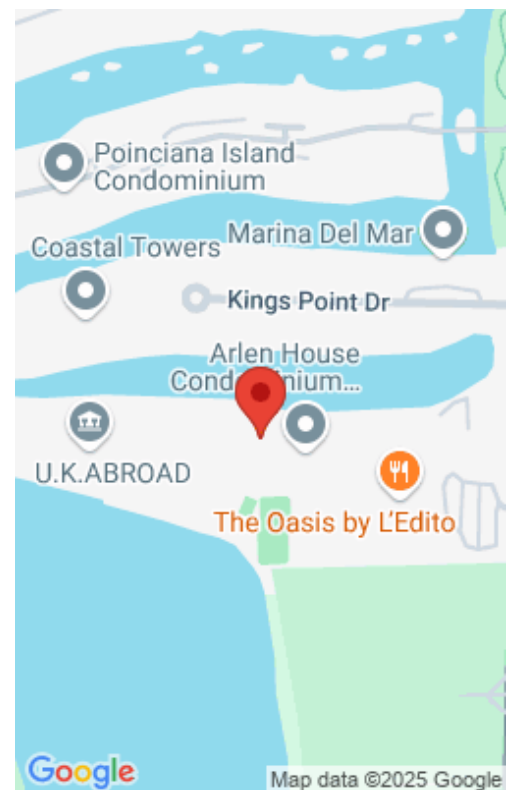 Poinciana Island
Condominium
Marina Del Mar
Coastal Towers
Kings Point Dr
Arlen House
Condominium...
U.K.ABROAD
The Oasis by L'Edito
Google
Map data ©2025 Google